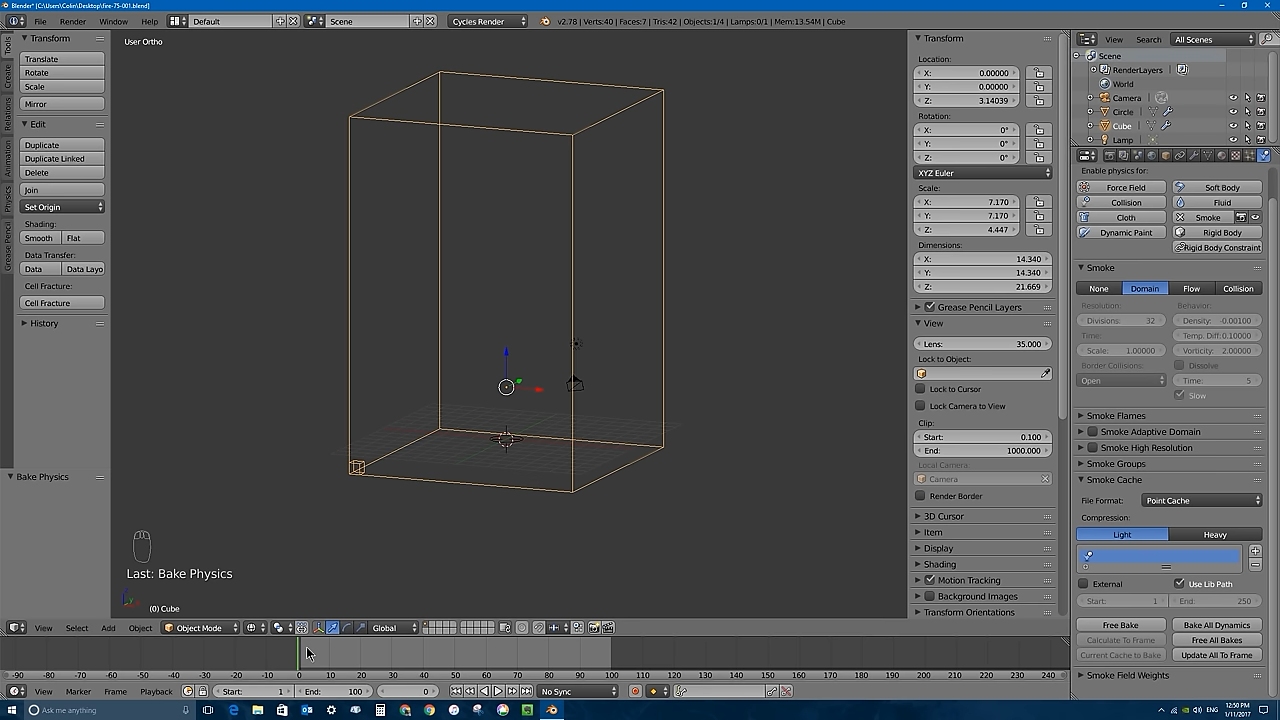 Blender* [C:\Users\Colin\Desktop\fire-75-001.blend]
File Render Window Help Default Scene Cycles Render v2.78 | Verts:40 | Faces:7 | Tris:42 | Objects:1/4 | Lamps:0/1 | Mem:13.54M | Cube
Tools
Create
Relations
Animation
Physics
Grease Pencil
Transform
Translate
Rotate
Scale
Mirror
Edit
Duplicate
Duplicate Linked
Delete
Join
Set Origin
Shading:
Smooth Flat
Data Transfer:
Data Data Layo
Cell Fracture:
Cell Fracture
History
Bake Physics
User Ortho
Last: Bake Physics
(0) Cube
Transform
Location:
X: 0.00000
Y: 0.00000
Z: 3.14039
Rotation:
X: 0°
Y: 0°
Z: 0°
XYZ Euler
Scale:
X: 7.170
Y: 7.170
Z: 4.447
Dimensions:
X: 14.340
Y: 14.340
Z: 21.669
Grease Pencil Layers
View
Lens: 35.000
Lock to Object:
Lock to Cursor
Lock Camera to View
Clip:
Start: 0.100
End: 1000.000
Local Camera:
Camera
Render Border
3D Cursor
Item
Display
Shading
Motion Tracking
Background Images
Transform Orientations
View Search All Scenes
Scene
RenderLayers
World
Camera
Circle
Cube
Lamp
Enable physics for:
Force Field Soft Body
Collision Fluid
Cloth Smoke
Dynamic Paint Rigid Body
Rigid Body Constraint
Smoke
None Domain Flow Collision
Resolution: Behavior:
Divisions: 32 Density: -0.00100
Time: Temp. Diff: 0.10000
Scale: 1.00000 Vorticity: 2.00000
Border Collisions: Dissolve
Open Time: 5
Slow
Smoke Flames
Smoke Adaptive Domain
Smoke High Resolution
Smoke Groups
Smoke Cache
File Format: Point Cache
Compression:
Light Heavy
External Use Lib Path
Start: 1 End: 250
Free Bake Bake All Dynamics
Calculate To Frame Free All Bakes
Current Cache to Bake Update All To Frame
Smoke Field Weights
View Select Add Object Object Mode Global
-90 -80 -70 -60 -50 -40 -30 -20 -10 0 10 20 30 40 50 60 70 80 90 100 110 120 130 140 150 160 170 180 190 200 210 220 230 240
View Marker Frame Playback Start: 1 End: 100 0 No Sync
Ask me anything
ENG
12:50 PM
1/11/2017